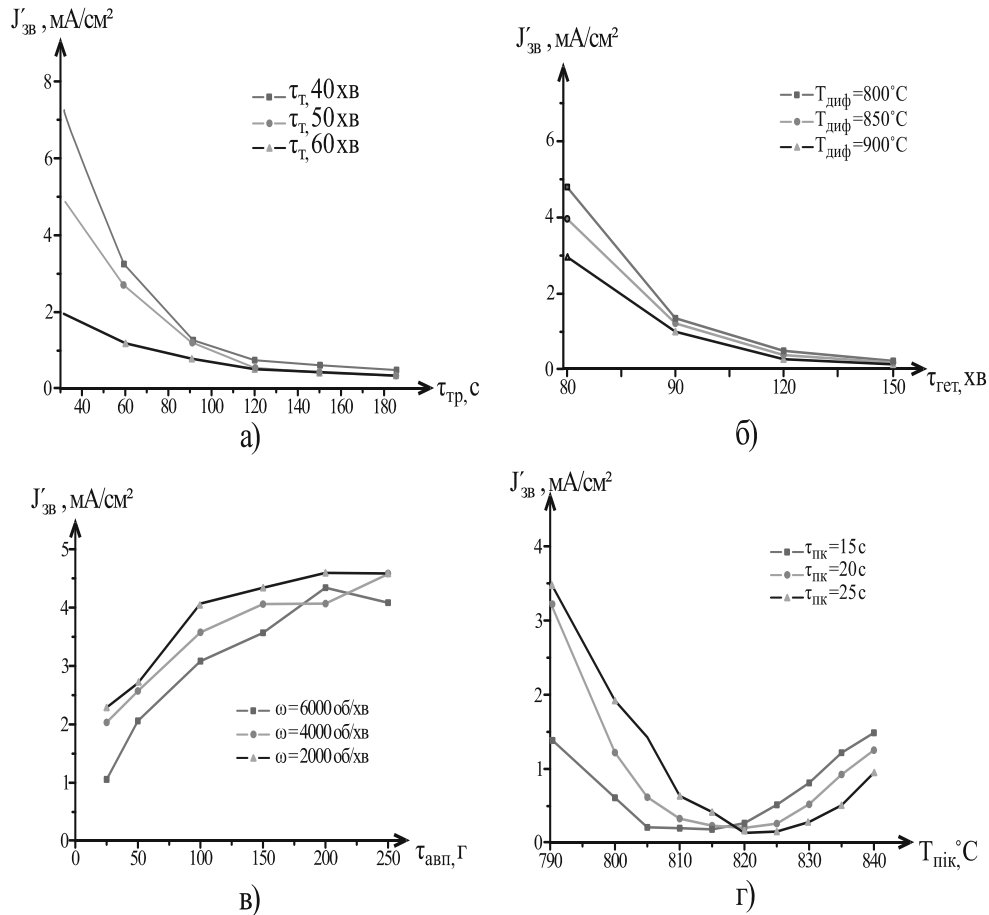 J´зв , мА/см²
8
6
4
2
0
τт, 40 хв
τт, 50 хв
τт, 60 хв
40 60 80 100 120 140 160 180
τтр, с
а)
J´зв , мА/см²
6
4
2
0
Tдиф=800°C
Tдиф=850°C
Tдиф=900°C
80 90 120 150
τгет, хв
б)
J´зв , мА/см²
5
4
3
2
1
0
ω=6000 об/хв
ω=4000 об/хв
ω=2000 об/хв
0 50 100 150 200 250
τавп, г
в)
J´зв , мА/см²
4
3
2
1
0
τпк=15 с
τпк=20 с
τпк=25 с
790 800 810 820 830 840
Tпік,°C
г)